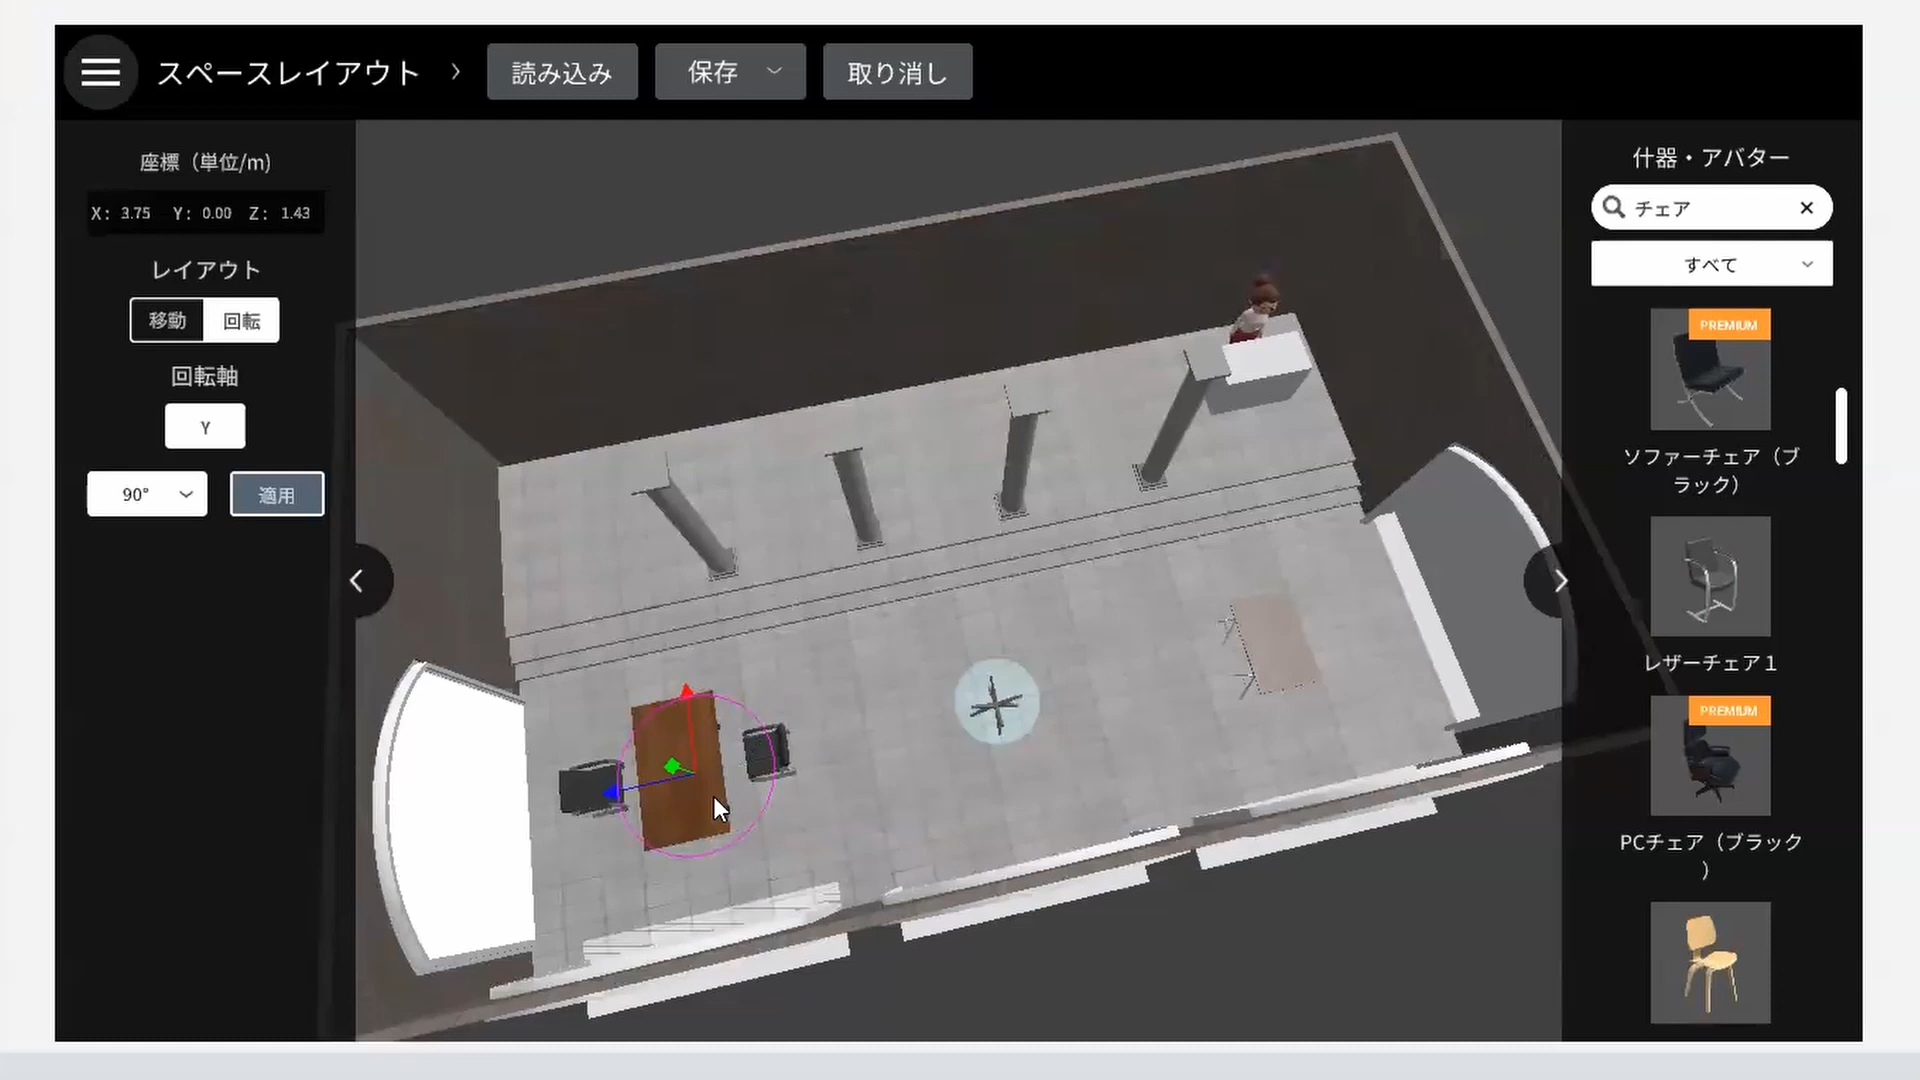 スペースレイアウト 〉 読み込み 保存 取り消し
座標（単位/m)
X: 3.75 Y: 0.00 Z: 1.43
レイアウト
移動 回転
回転軸
Y
90° 適用
什器・アバター
チェア ×
すべて
PREMIUM
ソファーチェア（ブ
ラック）
レザーチェア１
PREMIUM
PCチェア（ブラック
）